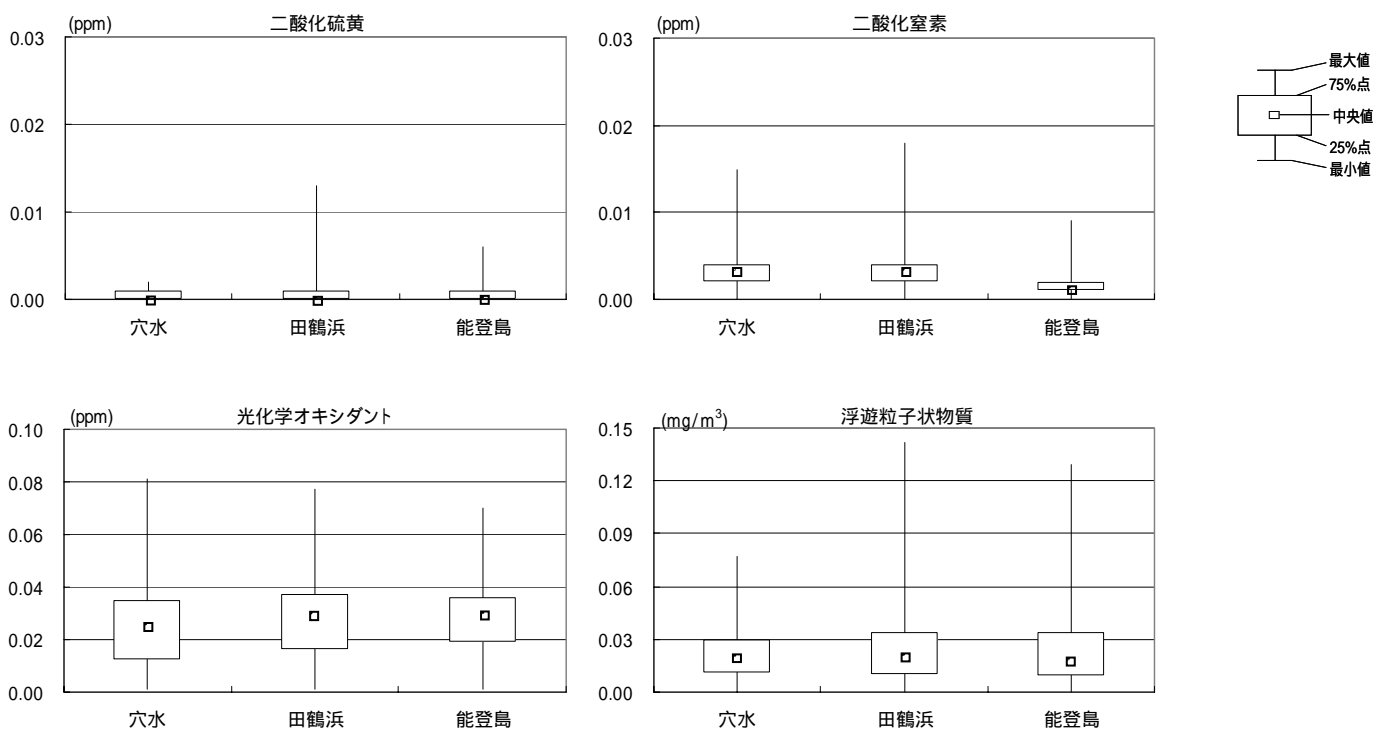 (ppm) 二酸化硫黄
0.03
0.02
0.01
0.00
穴水 田鶴浜 能登島
(ppm) 二酸化窒素
0.03
0.02
0.01
0.00
穴水 田鶴浜 能登島
最大値
75%点
中央値
25%点
最小値
(ppm) 光化学オキシダント
0.10
0.08
0.06
0.04
0.02
0.00
穴水 田鶴浜 能登島
(mg/m³) 浮遊粒子状物質
0.15
0.12
0.09
0.06
0.03
0.00
穴水 田鶴浜 能登島